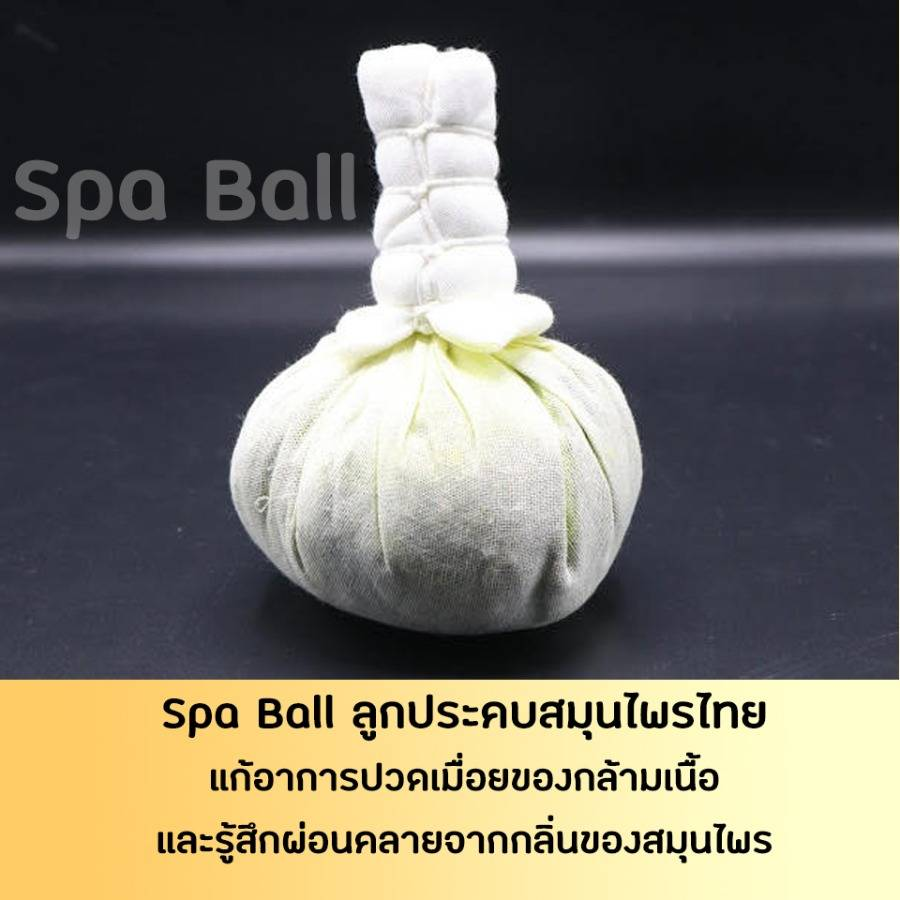 Spa Ball
Spa Ball ลูกประคบสมุนไพรไทย
แก้อาการปวดเมื่อยของกล้ามเนื้อ
และรู้สึกผ่อนคลายจากกลิ่นของสมุนไพร